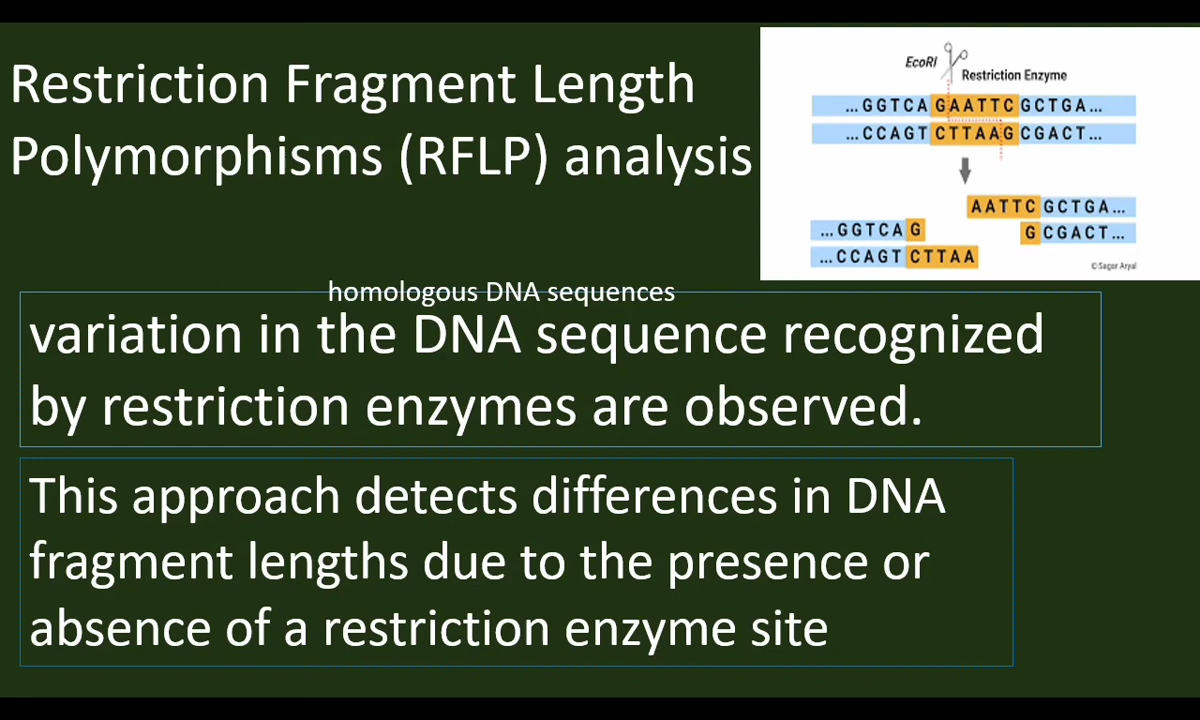 Restriction Fragment Length
Polymorphisms (RFLP) analysis
EcoRI
Restriction Enzyme
...GGTCA GAATTC GCTGA...
...CCAGT CTTAAG CGACT...
AATTC GCTGA...
G CGACT...
...GGTCA G
...CCAGT CTTAA
©Sagar Aryal
homologous DNA sequences
variation in the DNA sequence recognized
by restriction enzymes are observed.
This approach detects differences in DNA
fragment lengths due to the presence or
absence of a restriction enzyme site